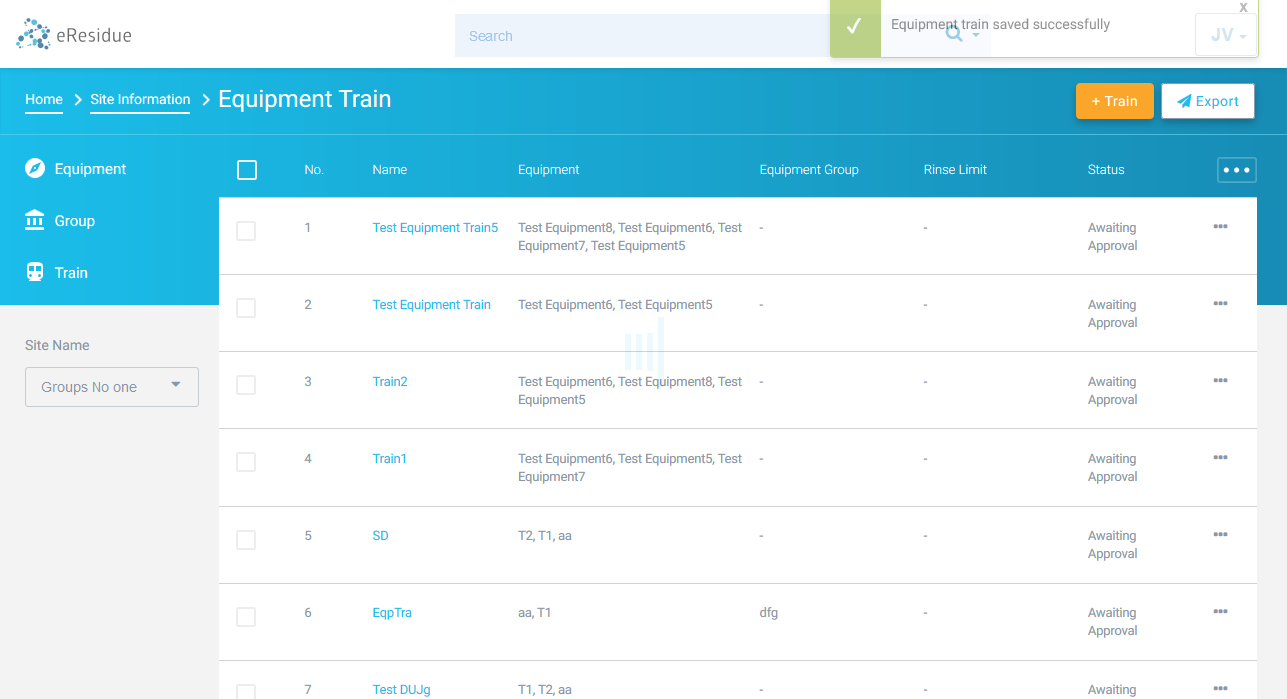 eResidue
Search
Equipment train saved successfully
X
JV
Home
Site Information
Equipment Train
+ Train
Export
Equipment
Group
Train
Site Name
Groups No one
No.
Name
Equipment
Equipment Group
Rinse Limit
Status
1
Test Equipment Train5
Test Equipment8, Test Equipment6, Test
Equipment7, Test Equipment5
-
-
Awaiting
Approval
2
Test Equipment Train
Test Equipment6, Test Equipment5
-
-
Awaiting
Approval
3
Train2
Test Equipment6, Test Equipment8, Test
Equipment5
-
-
Awaiting
Approval
4
Train1
Test Equipment6, Test Equipment5, Test
Equipment7
-
-
Awaiting
Approval
5
SD
T2, T1, aa
-
-
Awaiting
Approval
6
EqpTra
aa, T1
dfg
-
Awaiting
Approval
7
Test DUJg
T1, T2, aa
-
-
Awaiting